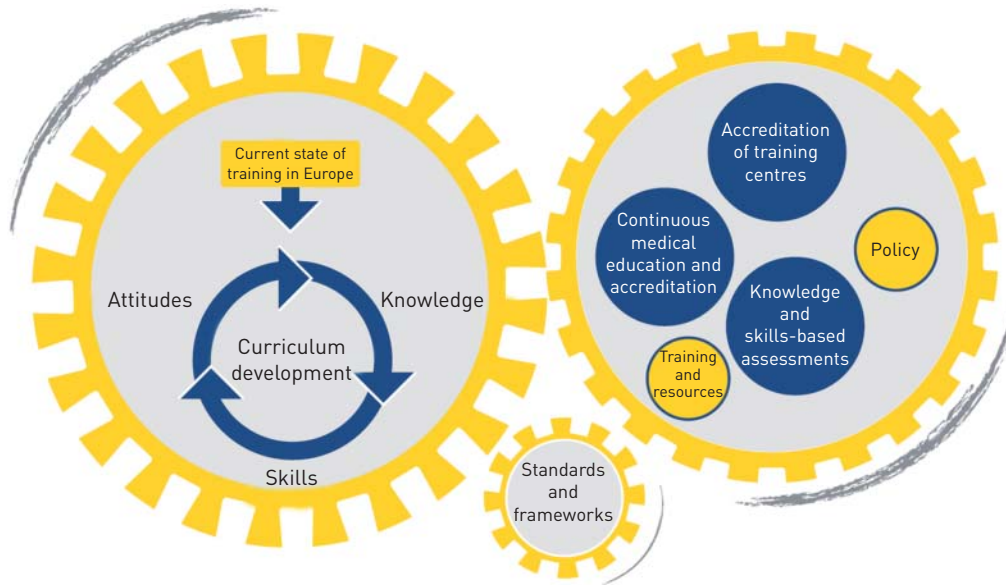 Current state of
training in Europe
Attitudes
Knowledge
Curriculum
development
Skills
Standards
and
frameworks
Accreditation
of training
centres
Continuous
medical
education and
accreditation
Policy
Knowledge
and
skills-based
assessments
Training
and
resources